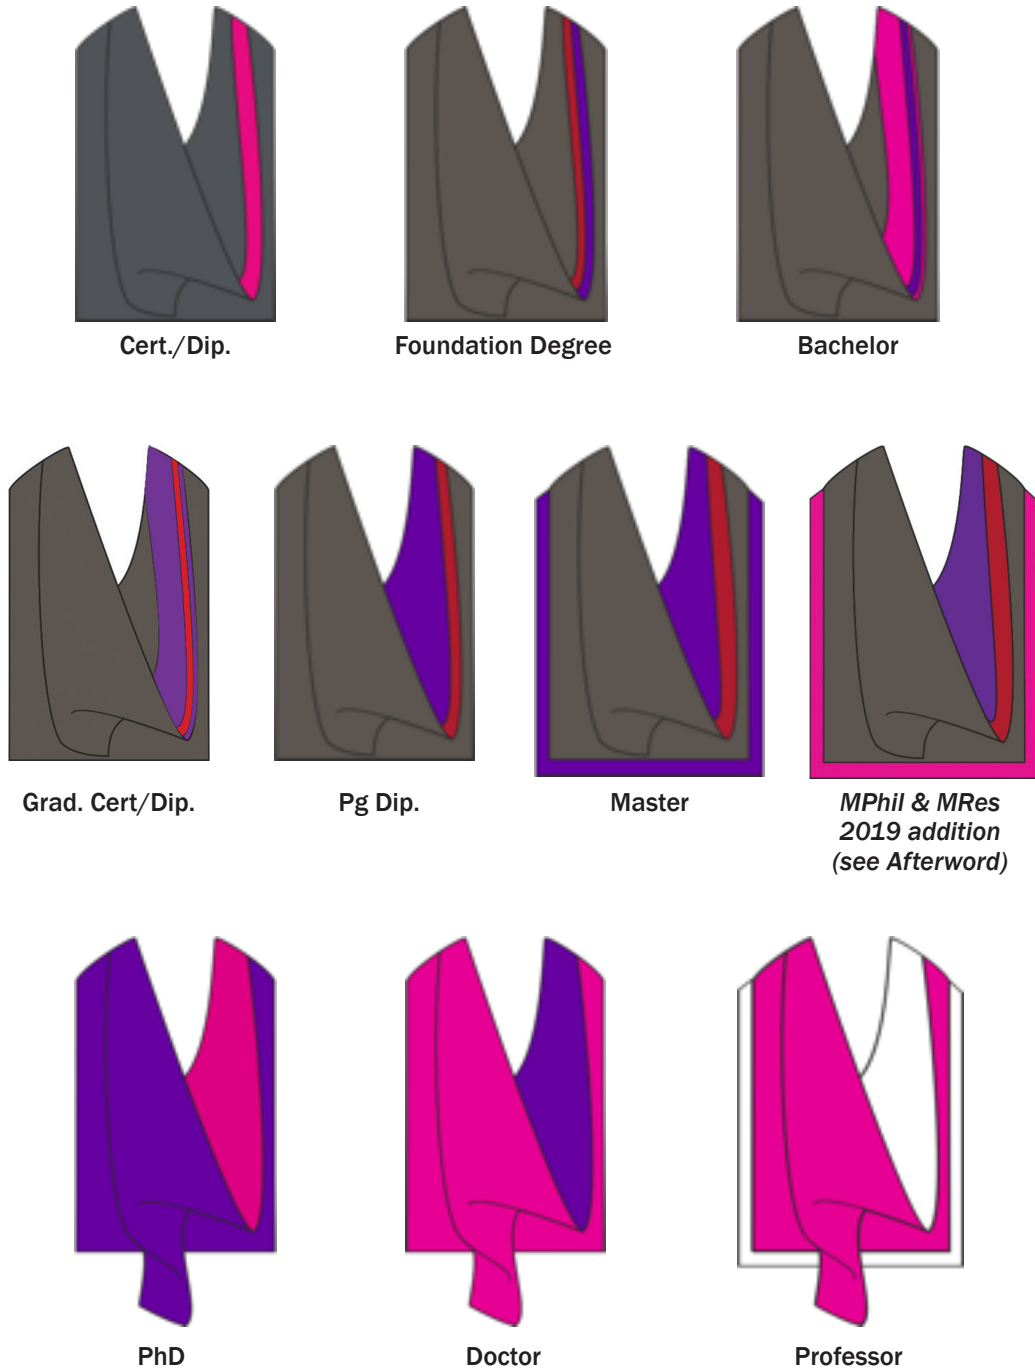 Cert./Dip.
Foundation Degree
Bachelor
Grad. Cert/Dip.
Pg Dip.
Master
MPhil & MRes
2019 addition
(see Afterword)
PhD
Doctor
Professor